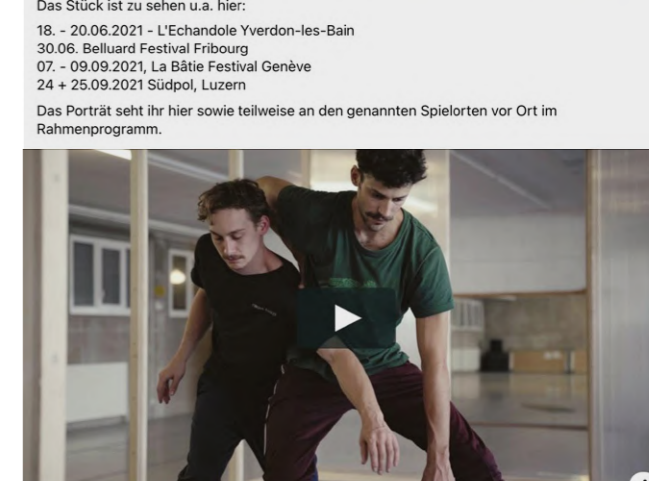 Das Stück ist zu sehen u.a. hier:
18. - 20.06.2021 - L'Echandole Yverdon-les-Bain
30.06. Belluard Festival Fribourg
07. - 09.09.2021, La Bâtie Festival Genève
24 + 25.09.2021 Südpol, Luzern
Das Porträt seht ihr hier sowie teilweise an den genannten Spielorten vor Ort im
Rahmenprogramm.